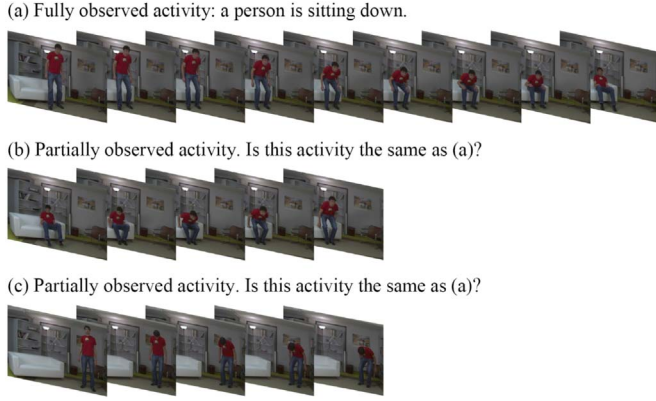 (a) Fully observed activity: a person is sitting down.
(b) Partially observed activity. Is this activity the same as (a)?
(c) Partially observed activity. Is this activity the same as (a)?